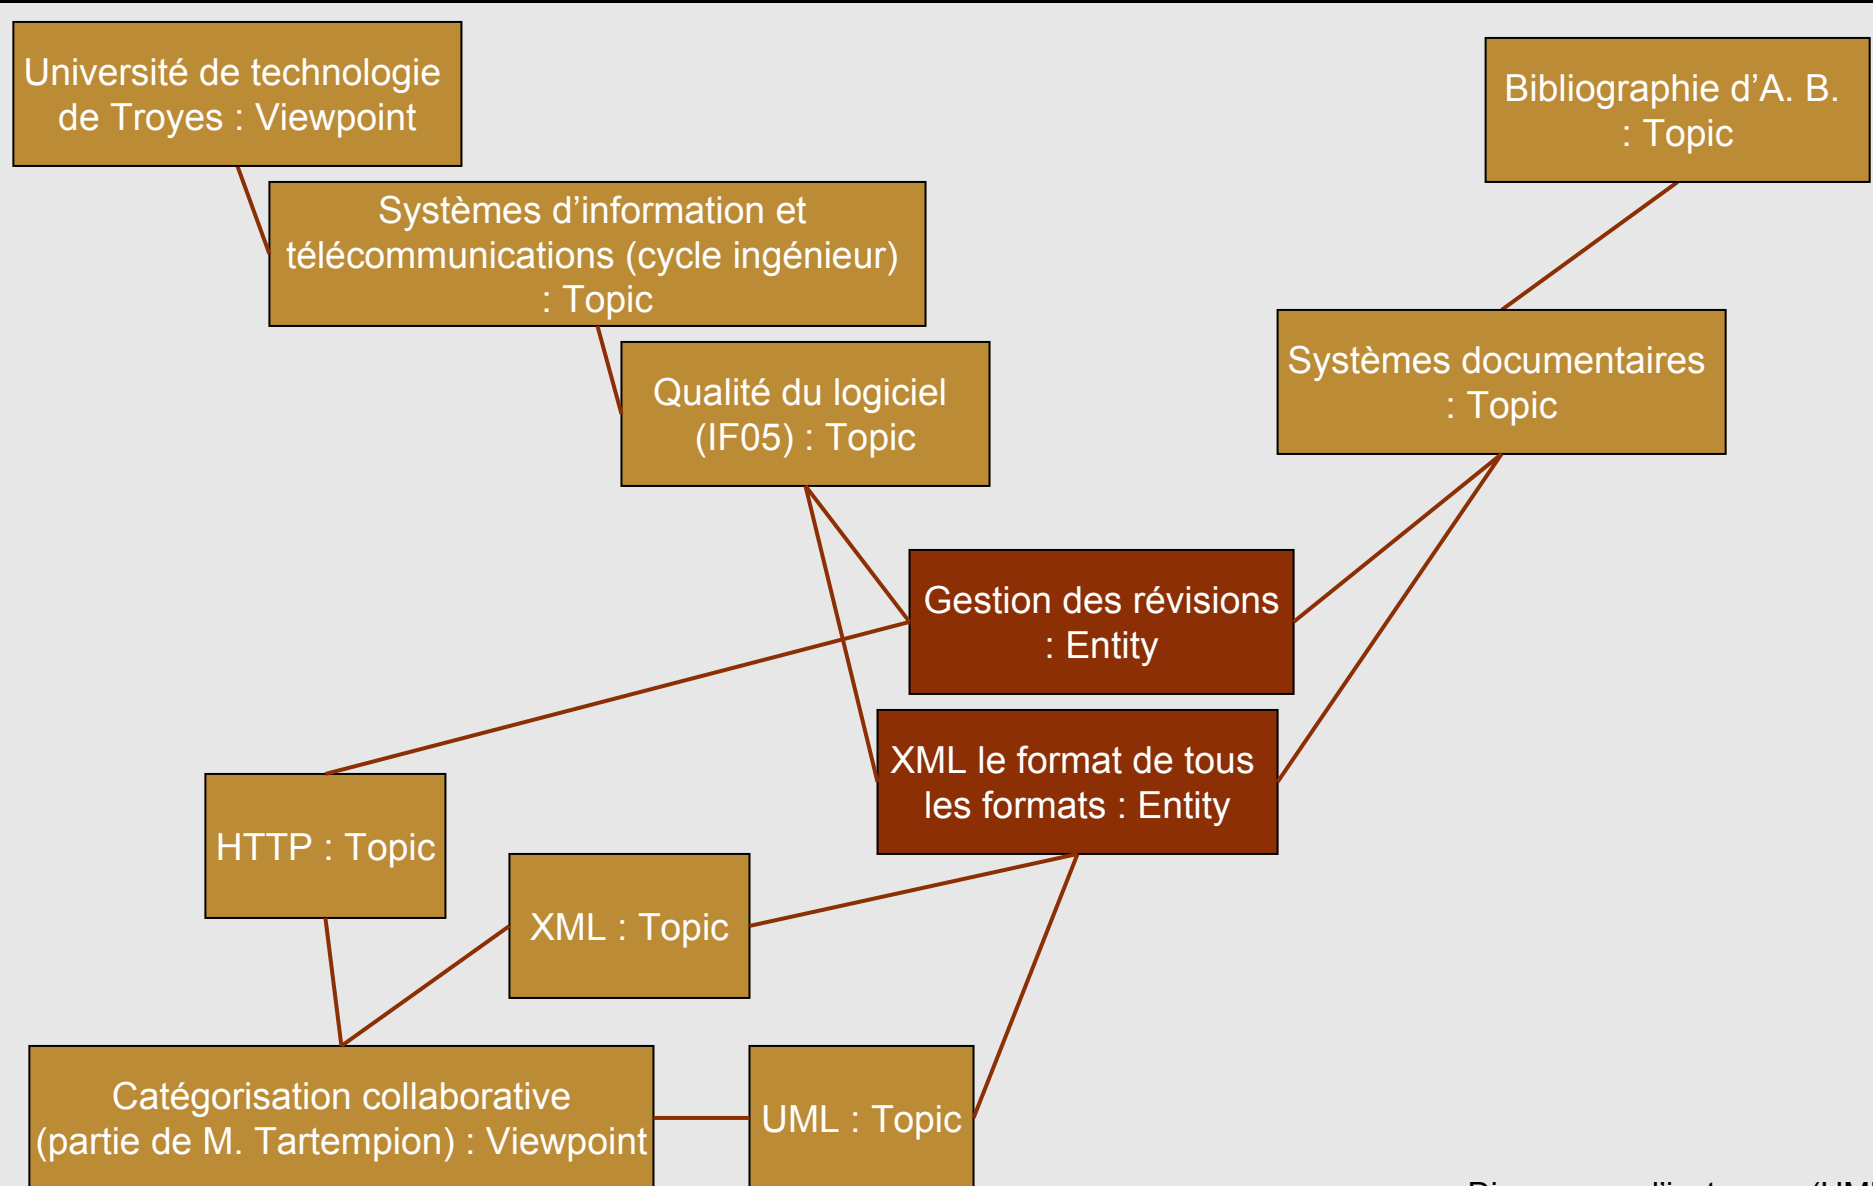 Université de technologie
de Troyes : Viewpoint
Bibliographie d’A. B.
: Topic
Systèmes d’information et
télécommunications (cycle ingénieur)
: Topic
Systèmes documentaires
: Topic
Qualité du logiciel
(IF05) : Topic
Gestion des révisions
: Entity
XML le format de tous
les formats : Entity
HTTP : Topic
XML : Topic
Catégorisation collaborative
(partie de M. Tartempion) : Viewpoint
UML : Topic